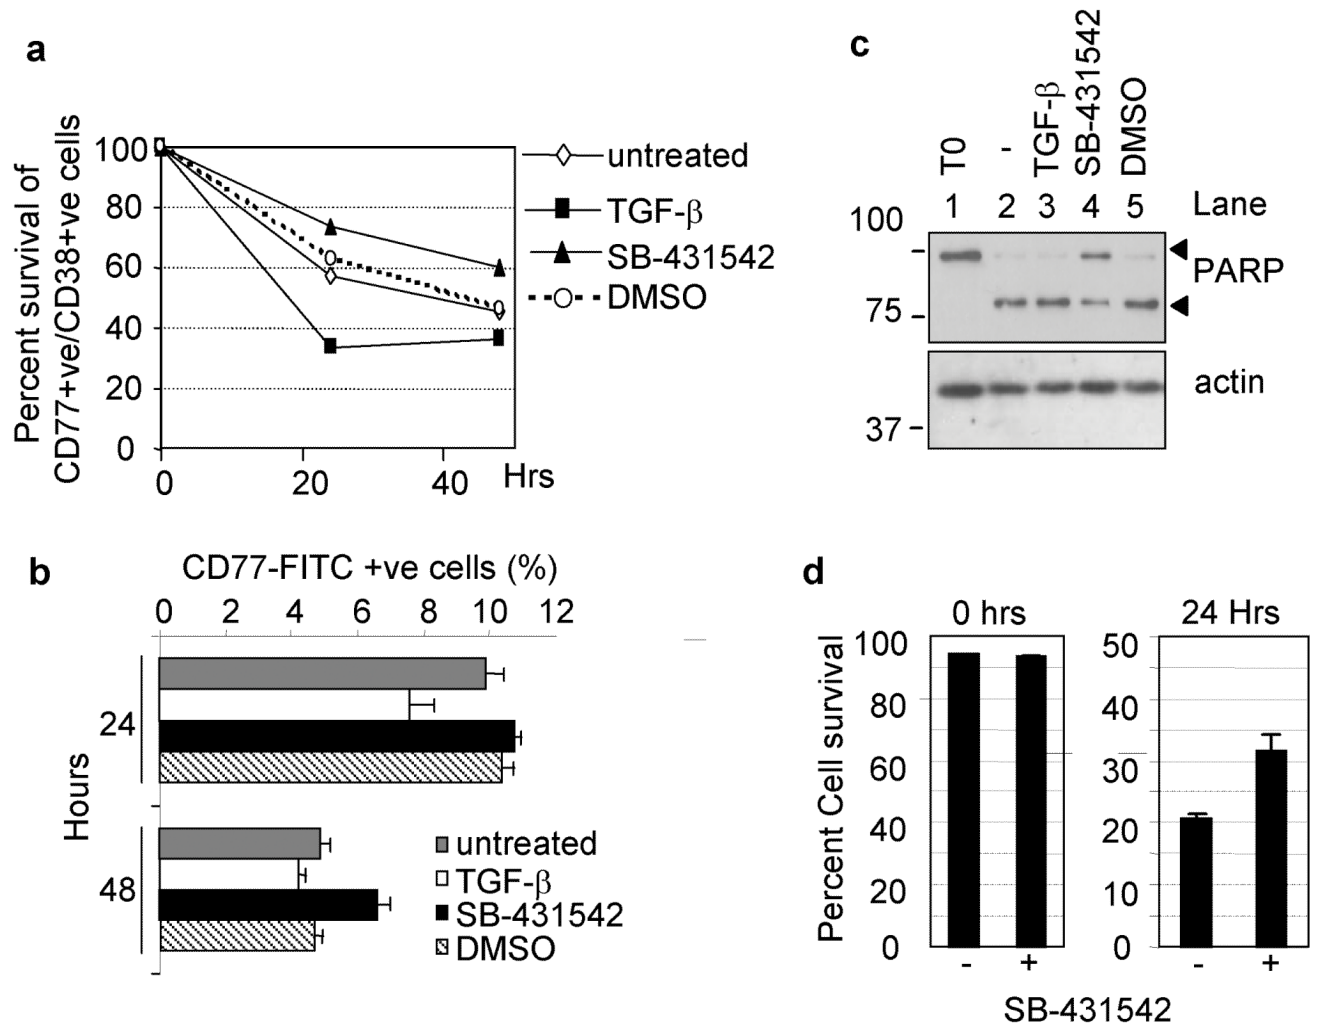 a
Percent survival of
CD77+ve/CD38+ve cells
100
80
60
40
20
0
0 20 40 Hrs
untreated
TGF-β
SB-431542
DMSO
b
CD77-FITC +ve cells (%)
0 2 4 6 8 10 12
Hours
24
48
untreated
TGF-β
SB-431542
DMSO
c
T0 - TGF-β SB-431542 DMSO
1 2 3 4 5 Lane
100
75
PARP
actin
37
d
Percent Cell survival
0 hrs
100
80
60
40
20
0
- +
24 Hrs
50
40
30
20
10
0
- +
SB-431542